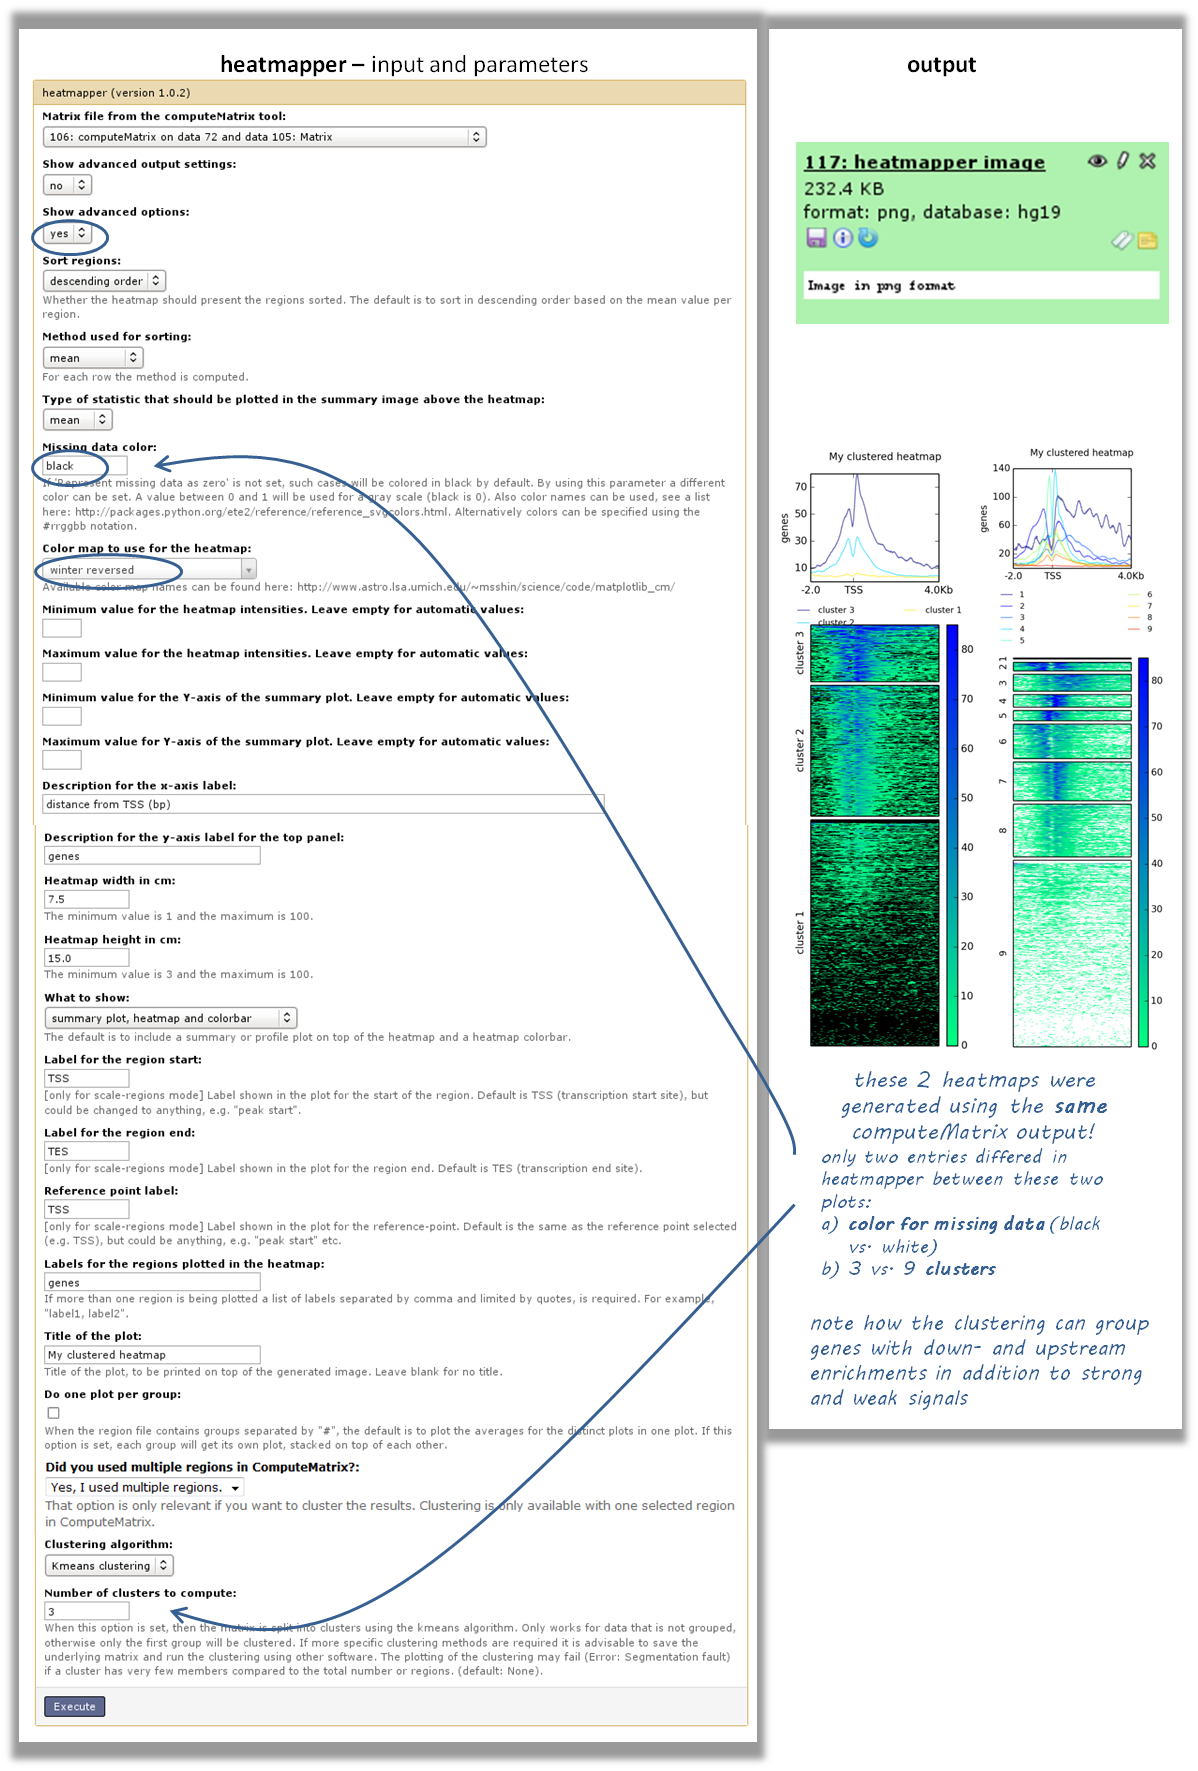 heatmapper – input and parameters
heatmapper (version 1.0.2)
Matrix file from the computeMatrix tool:
106: computeMatrix on data 72 and data 105: Matrix
Show advanced output settings:
no
Show advanced options:
yes
Sort regions:
descending order
Whether the heatmap should present the regions sorted. The default is to sort in descending order based on the mean value per
region.
Method used for sorting:
mean
For each row the method is computed.
Type of statistic that should be plotted in the summary image above the heatmap:
mean
Missing data color:
black
If 'Represent missing data as zero' is not set, such cases will be colored in black by default. By using this parameter a different
color can be set. A value between 0 and 1 will be used for a gray scale (black is 0). Also color names can be used, see a list
here: http://packages.python.org/ete2/reference/reference_svgcolors.html. Alternatively colors can be specified using the
#rrggbb notation.
Color map to use for the heatmap:
winter reversed
Available color map names can be found here: http://www.astro.lsa.umich.edu/~msshin/science/code/matplotlib_cm/
Minimum value for the heatmap intensities. Leave empty for automatic values:
Maximum value for the heatmap intensities. Leave empty for automatic values:
Minimum value for the Y-axis of the summary plot. Leave empty for automatic values:
Maximum value for Y-axis of the summary plot. Leave empty for automatic values:
Description for the x-axis label:
distance from TSS (bp)
Description for the y-axis label for the top panel:
genes
Heatmap width in cm:
7.5
The minimum value is 1 and the maximum is 100.
Heatmap height in cm:
15.0
The minimum value is 3 and the maximum is 100.
What to show:
summary plot, heatmap and colorbar
The default is to include a summary or profile plot on top of the heatmap and a heatmap colorbar.
Label for the region start:
TSS
[only for scale-regions mode] Label shown in the plot for the start of the region. Default is TSS (transcription start site), but
could be changed to anything, e.g. "peak start".
Label for the region end:
TES
[only for scale-regions mode] Label shown in the plot for the region end. Default is TES (transcription end site).
Reference point label:
TSS
[only for scale-regions mode] Label shown in the plot for the reference-point. Default is the same as the reference point selected
(e.g. TSS), but could be anything, e.g. "peak start" etc.
Labels for the regions plotted in the heatmap:
genes
If more than one region is being plotted a list of labels separated by comma and limited by quotes, is required. For example,
"label1, label2".
Title of the plot:
My clustered heatmap
Title of the plot, to be printed on top of the generated image. Leave blank for no title.
Do one plot per group:
When the region file contains groups separated by "#", the default is to plot the averages for the distinct plots in one plot. If this
option is set, each group will get its own plot, stacked on top of each other.
Did you used multiple regions in ComputeMatrix?:
Yes, I used multiple regions.
That option is only relevant if you want to cluster the results. Clustering is only available with one selected region
in ComputeMatrix.
Clustering algorithm:
Kmeans clustering
Number of clusters to compute:
3
When this option is set, then the matrix is split into clusters using the kmeans algorithm. Only works for data that is not grouped,
otherwise only the first group will be clustered. If more specific clustering methods are required it is advisable to save the
underlying matrix and run the clustering using other software. The plotting of the clustering may fail (Error: Segmentation fault)
if a cluster has very few members compared to the total number or regions. (default: None).
Execute
output
117: heatmapper image
232.4 KB
format: png, database: hg19
Image in png format
My clustered heatmap
70
50
30
10
genes
-2.0 TSS 4.0Kb
cluster 3 cluster 1
cluster 2
cluster 3
cluster 2
cluster 1
80
70
60
50
40
30
20
10
0
My clustered heatmap
140
100
60
20
genes
-2.0 TSS 4.0Kb
1 6
2 7
3 8
4 9
5
1
2
3
4
5
6
7
8
9
80
70
60
50
40
30
20
10
0
these 2 heatmaps were
generated using the same
computeMatrix output!
only two entries differed in
heatmapper between these two
plots:
a) color for missing data (black
vs. white)
b) 3 vs. 9 clusters
note how the clustering can group
genes with down- and upstream
enrichments in addition to strong
and weak signals